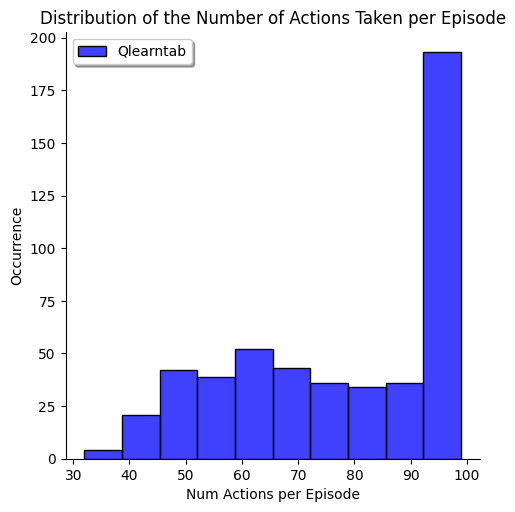 Distribution of the Number of Actions Taken per Episode
Qlearntab
200
175
150
125
100
75
50
25
0
Occurrence
30 40 50 60 70 80 90 100
Num Actions per Episode